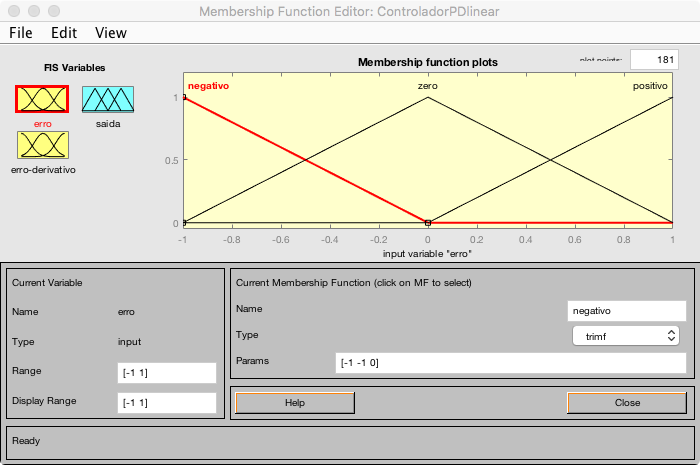 Membership Function Editor: ControladorPDlinear
File Edit View
FIS Variables
erro
saida
erro-derivativo
Membership function plots
plot points:
181
negativo
zero
positivo
1
0.5
0
-1 -0.8 -0.6 -0.4 -0.2 0 0.2 0.4 0.6 0.8 1
input variable "erro"
Current Variable
Name erro
Type input
Range [-1 1]
Display Range [-1 1]
Current Membership Function (click on MF to select)
Name negativo
Type trimf
Params [-1 -1 0]
Help Close
Ready